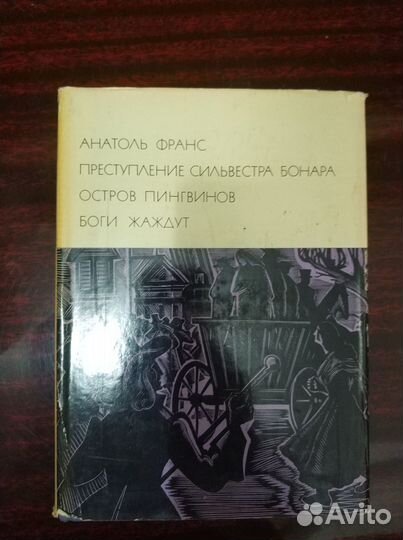 АНАТОЛЬ ФРАНС
ПРЕСТУПЛЕНИЕ СИЛЬВЕСТРА БОНАРА
ОСТРОВ ПИНГВИНОВ
БОГИ ЖАЖДУТ
Avito